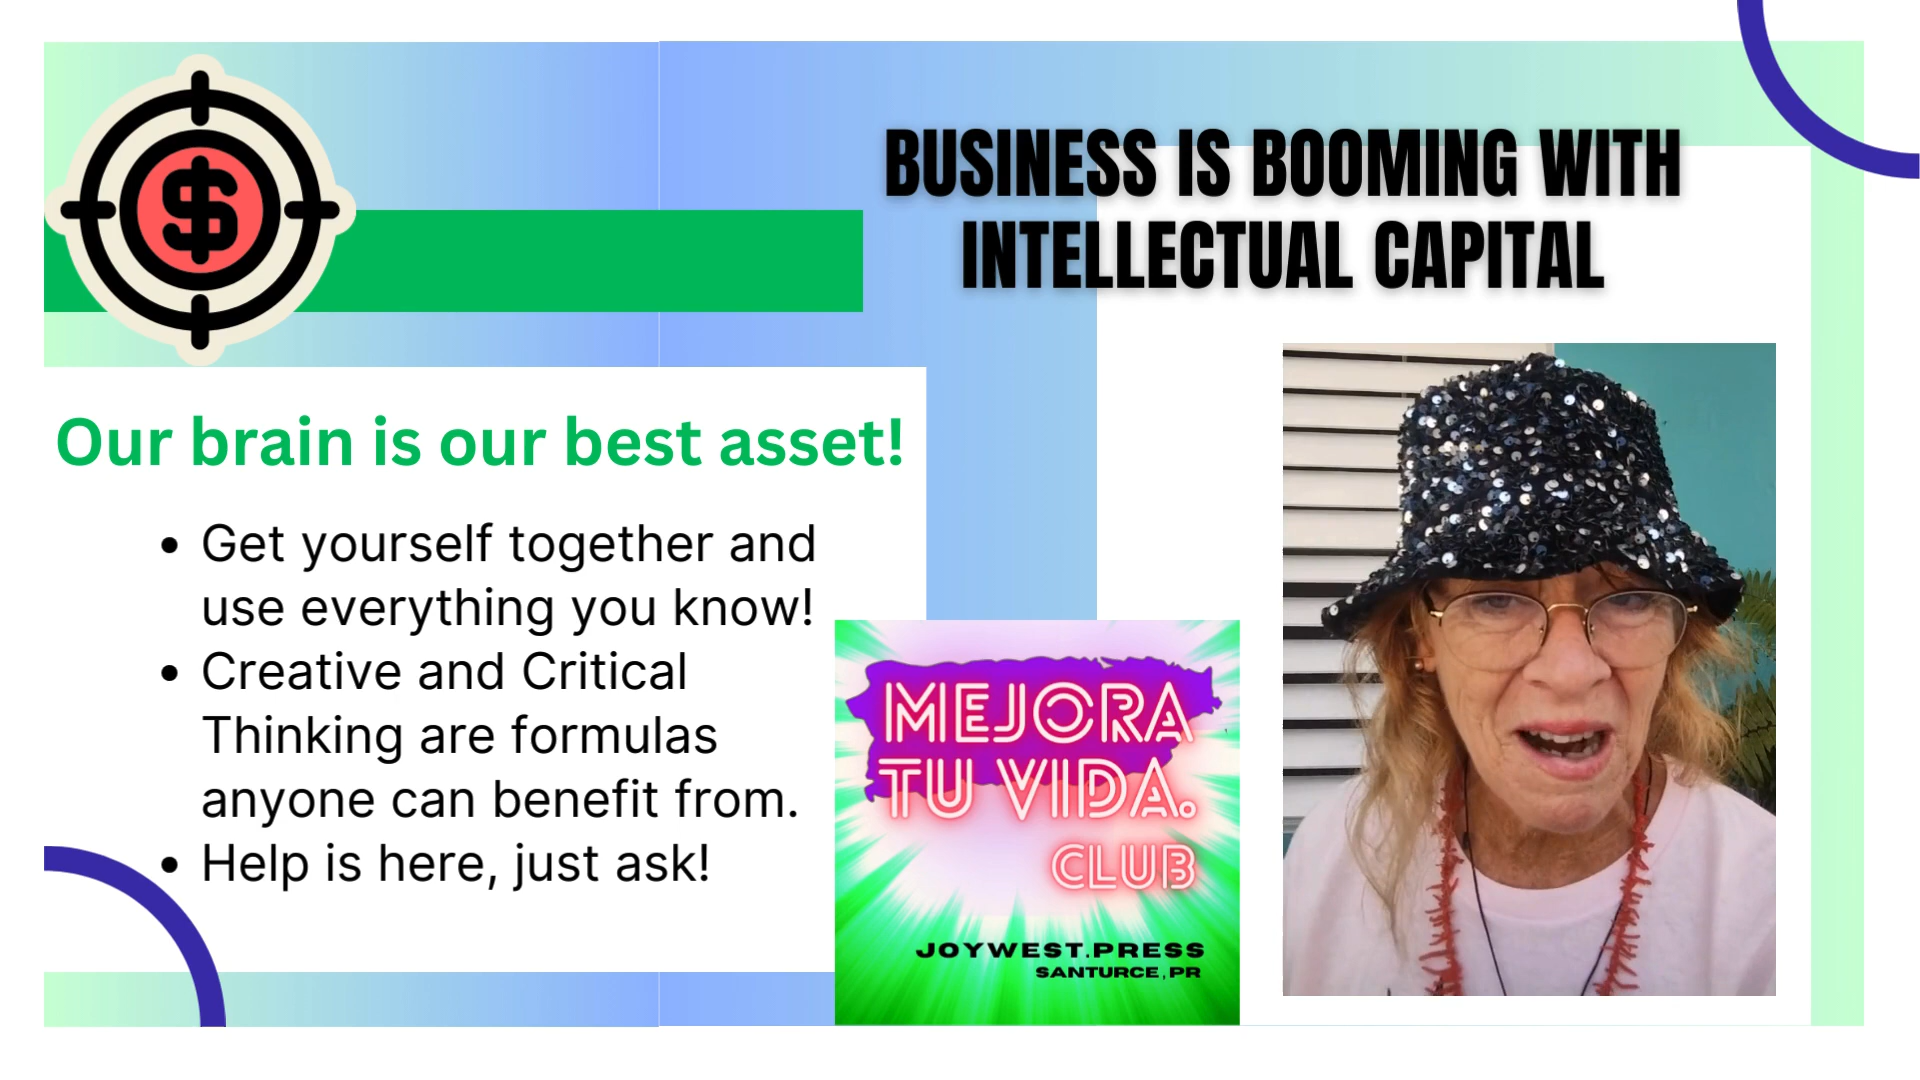 BUSINESS IS BOOMING WITH
INTELLECTUAL CAPITAL
$
Our brain is our best asset!
• Get yourself together and
use everything you know!
• Creative and Critical
Thinking are formulas
anyone can benefit from.
• Help is here, just ask!
MEJORA
TU VIDA.
CLUB
JOYWEST.PRESS
SANTURCE, PR